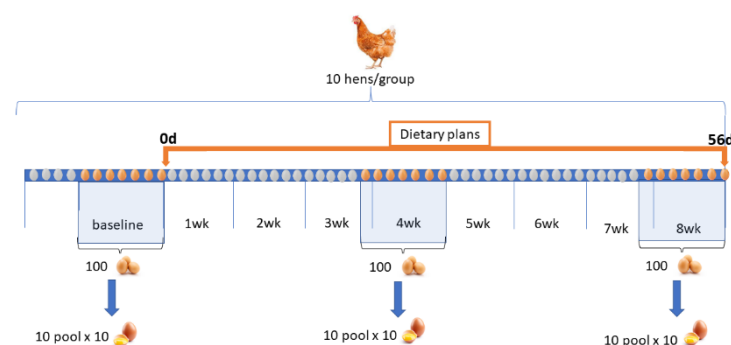 10 hens/group
0d
Dietary plans
56d
baseline
1wk
2wk
3wk
4wk
5wk
6wk
7wk
8wk
100
100
100
10 pool x 10
10 pool x 10
10 pool x 10